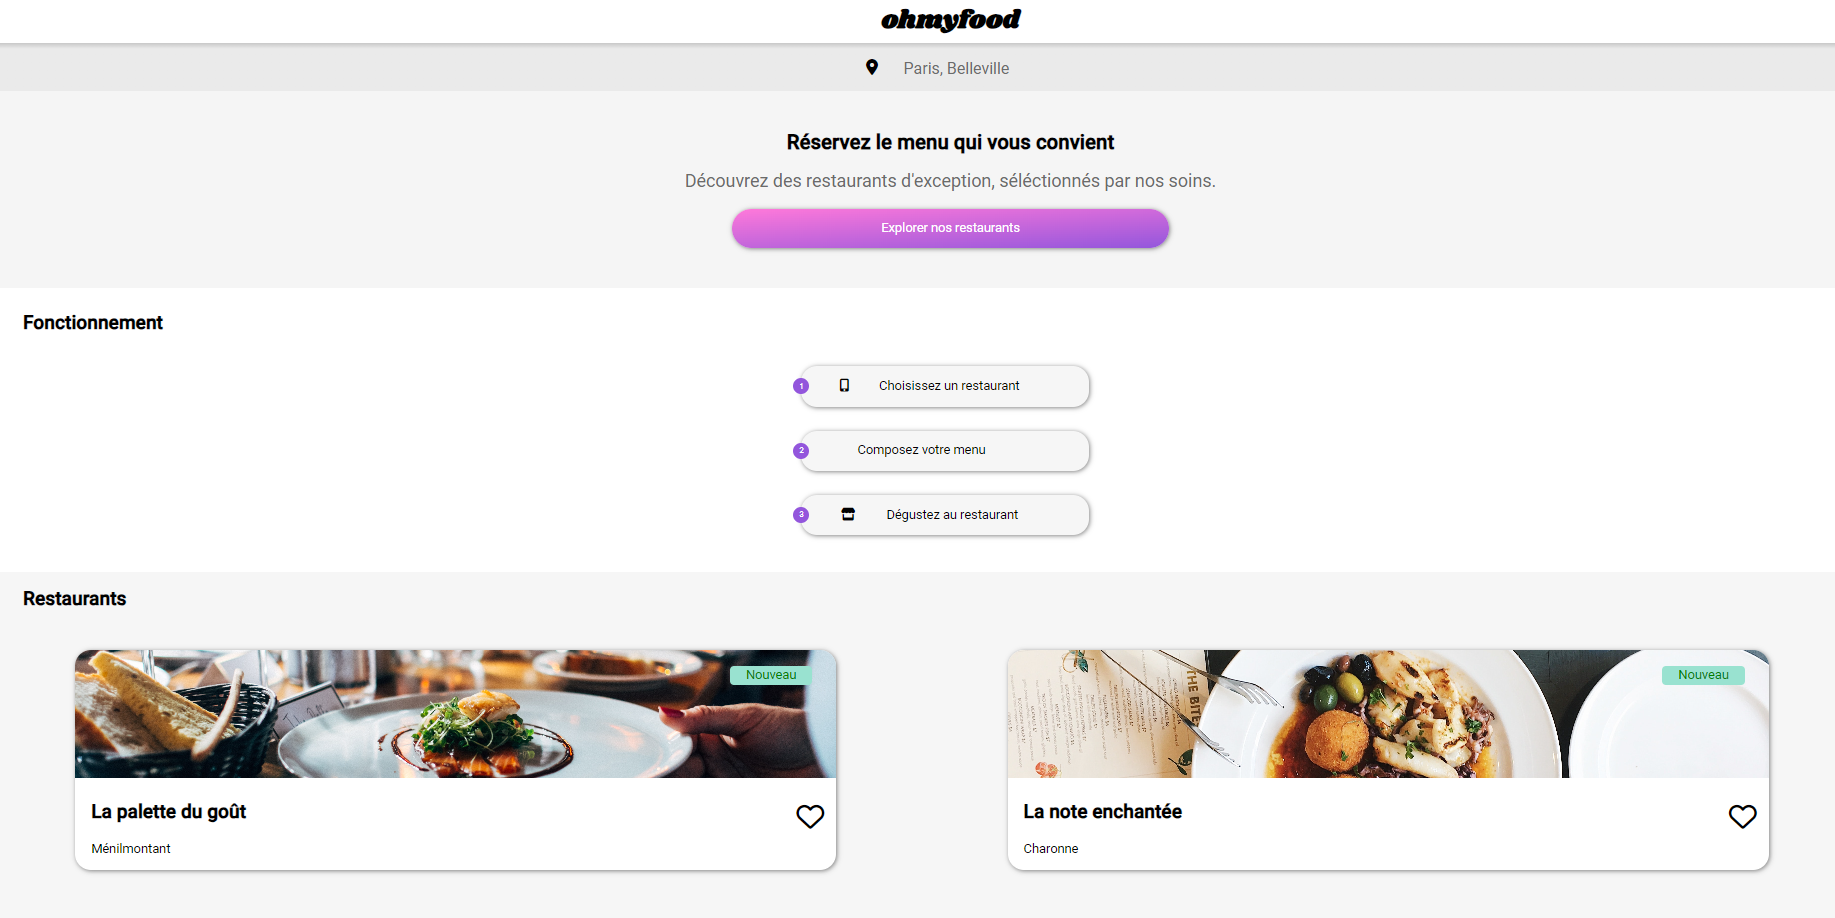 ohmyfood
Paris, Belleville
Réservez le menu qui vous convient
Découvrez des restaurants d'exception, séléctionnés par nos soins.
Explorer nos restaurants
Fonctionnement
1 Choisissez un restaurant
2 Composez votre menu
3 Dégustez au restaurant
Restaurants
Nouveau
La palette du goût
Ménilmontant
THE BITE
Nouveau
La note enchantée
Charonne